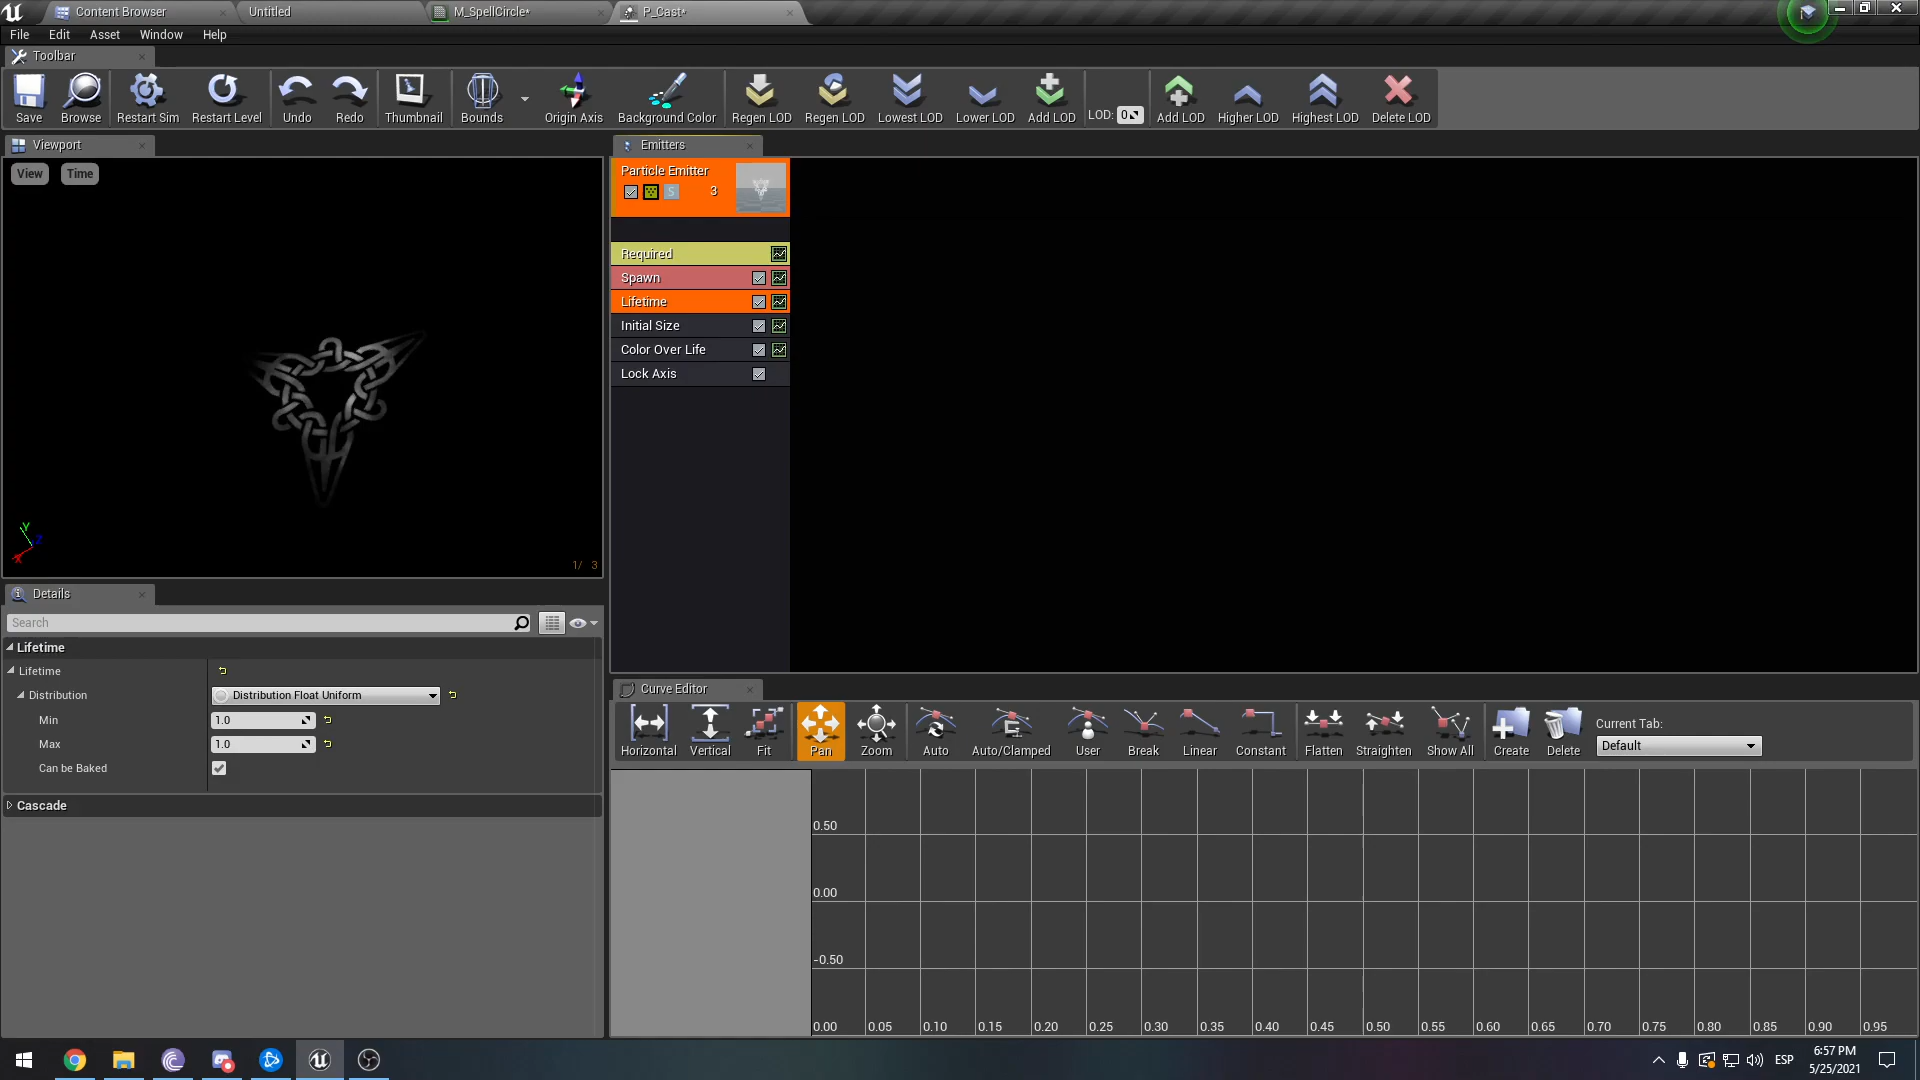 Content Browser
Untitled
M_SpellCircle*
P_Cast*
File Edit Asset Window Help
Toolbar
Save
Browse
Restart Sim
Restart Level
Undo
Redo
Thumbnail
Bounds
Origin Axis
Background Color
Regen LOD
Regen LOD
Lowest LOD
Lower LOD
Add LOD
LOD: 0
Add LOD
Higher LOD
Highest LOD
Delete LOD
Viewport
View Time
Y
Z
X
1/ 3
Emitters
Particle Emitter
S 3
Required
Spawn
Lifetime
Initial Size
Color Over Life
Lock Axis
Details
Search
Lifetime
Lifetime
Distribution Distribution Float Uniform
Min 1.0
Max 1.0
Can be Baked
Cascade
Curve Editor
Horizontal
Vertical
Fit
Pan
Zoom
Auto
Auto/Clamped
User
Break
Linear
Constant
Flatten
Straighten
Show All
Create
Delete
Current Tab:
Default
0.50
0.00
-0.50
0.00 0.05 0.10 0.15 0.20 0.25 0.30 0.35 0.40 0.45 0.50 0.55 0.60 0.65 0.70 0.75 0.80 0.85 0.90 0.95
ESP
6:57 PM
5/25/2021